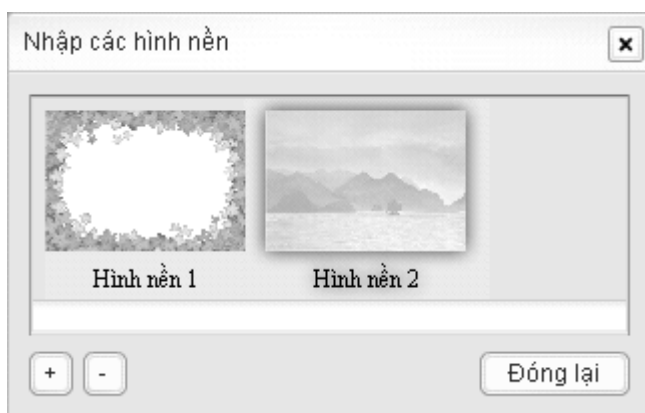 Nhập các hình nền
Hình nền 1
Hình nền 2
+
-
Đóng lại